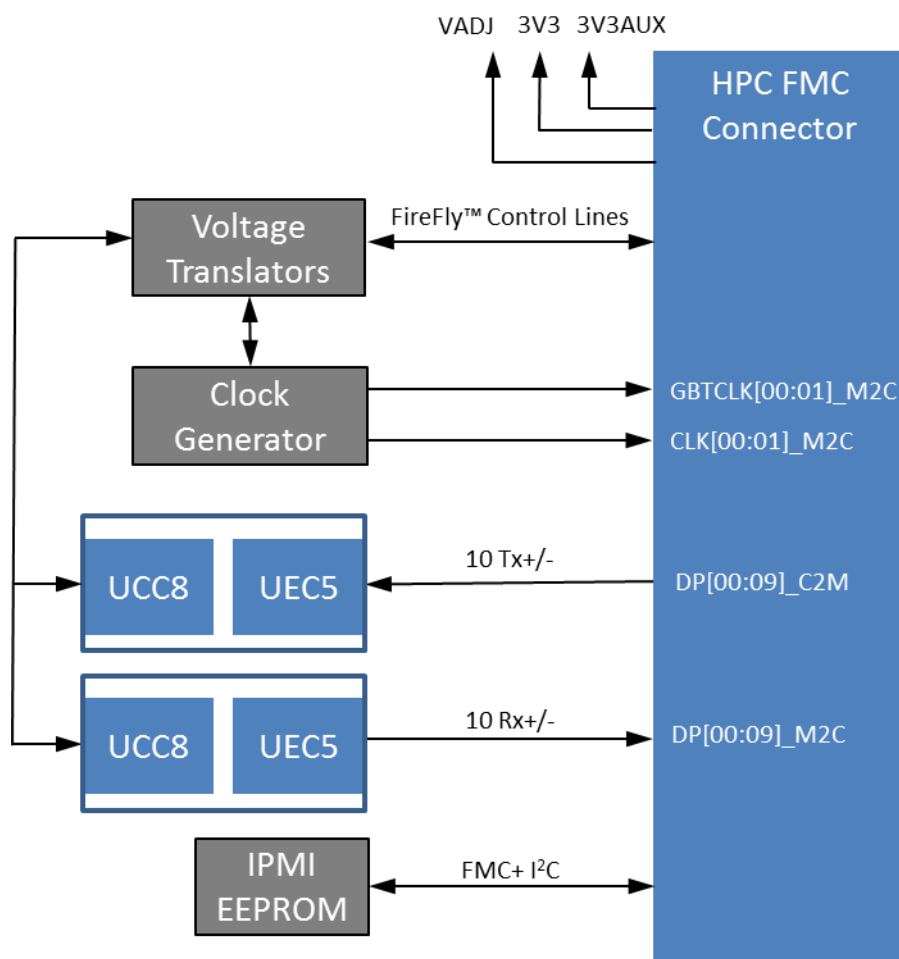 VADJ 3V3 3V3AUX
HPC FMC
Connector
FireFly™ Control Lines
Voltage
Translators
Clock
Generator
GBTCLK[00:01]_M2C
CLK[00:01]_M2C
UCC8 UEC5
10 Tx+/-
DP[00:09]_C2M
UCC8 UEC5
10 Rx+/-
DP[00:09]_M2C
IPMI
EEPROM
FMC+ I²C